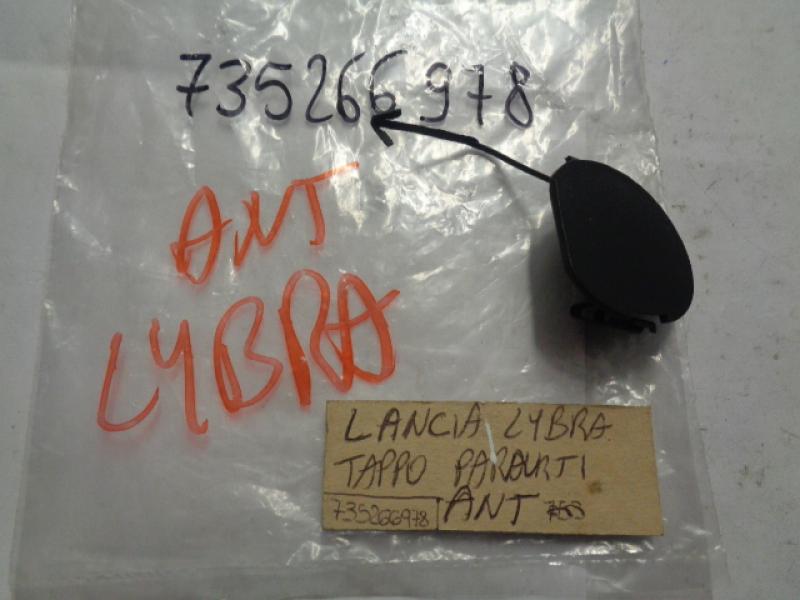 735266978
ANT
LYBRA
LANCIA LYBRA
TAPPO PARAURTI
735266978 ANT